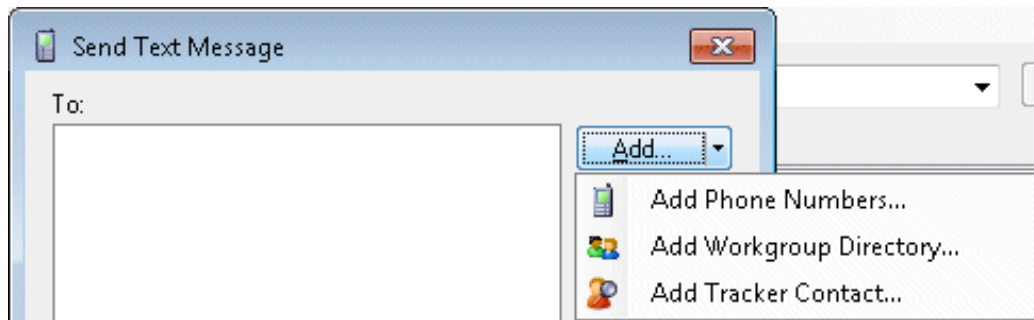 Send Text Message
To:
Add...
Add Phone Numbers...
Add Workgroup Directory...
Add Tracker Contact...